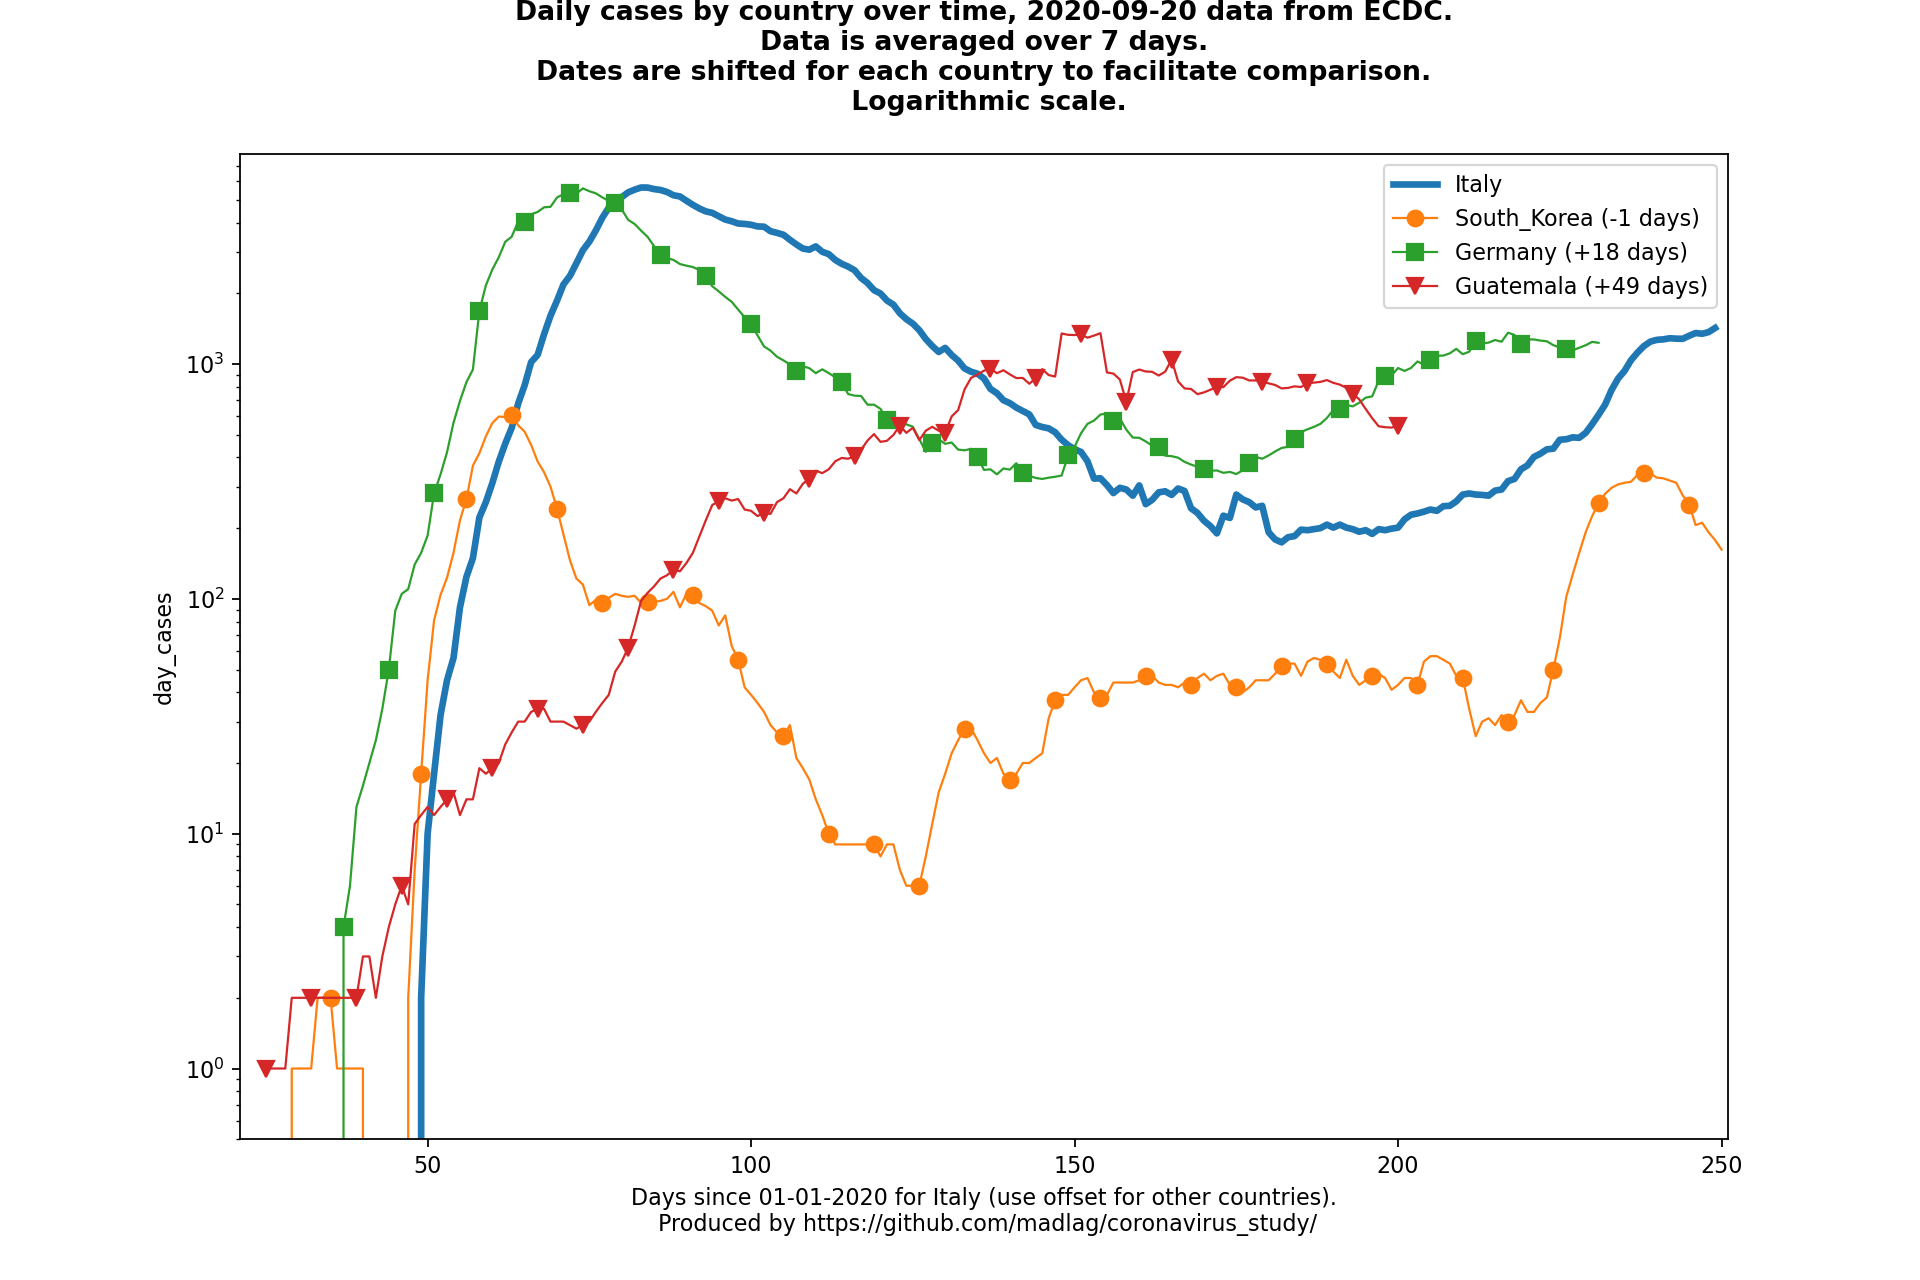 Daily cases by country over time, 2020-09-20 data from ECDC.
Data is averaged over 7 days.
Dates are shifted for each country to facilitate comparison.
Logarithmic scale.
Italy
South_Korea (-1 days)
Germany (+18 days)
Guatemala (+49 days)
day_cases
10³
10²
10¹
10⁰
50
100
150
200
250
Days since 01-01-2020 for Italy (use offset for other countries).
Produced by https://github.com/madlag/coronavirus_study/